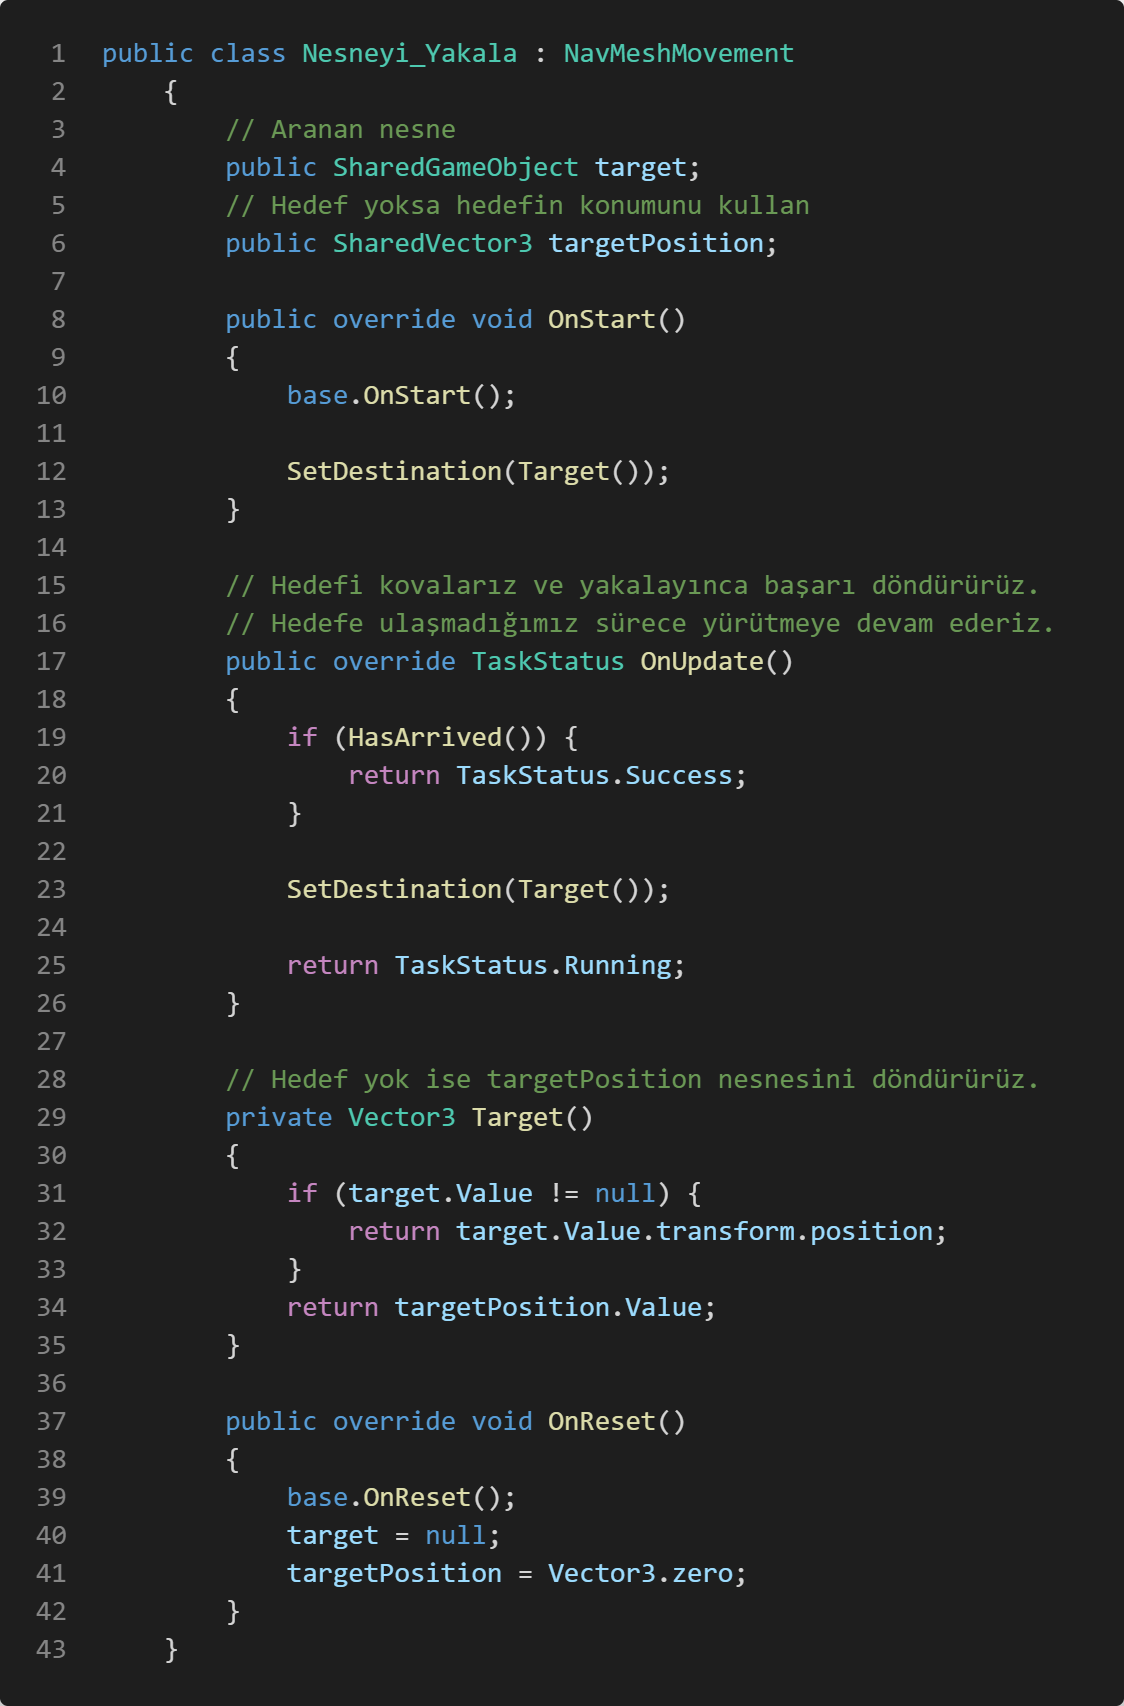 1 public class Nesneyi_Yakala : NavMeshMovement
2     {
3         // Aranan nesne
4         public SharedGameObject target;
5         // Hedef yoksa hedefin konumunu kullan
6         public SharedVector3 targetPosition;
7
8         public override void OnStart()
9         {
10             base.OnStart();
11
12             SetDestination(Target());
13         }
14
15         // Hedefi kovalarız ve yakalayınca başarı döndürürüz.
16         // Hedefe ulaşmadığımız sürece yürütmeye devam ederiz.
17         public override TaskStatus OnUpdate()
18         {
19             if (HasArrived()) {
20                 return TaskStatus.Success;
21             }
22
23             SetDestination(Target());
24
25             return TaskStatus.Running;
26         }
27
28         // Hedef yok ise targetPosition nesnesini döndürürüz.
29         private Vector3 Target()
30         {
31             if (target.Value != null) {
32                 return target.Value.transform.position;
33             }
34             return targetPosition.Value;
35         }
36
37         public override void OnReset()
38         {
39             base.OnReset();
40             target = null;
41             targetPosition = Vector3.zero;
42         }
43     }